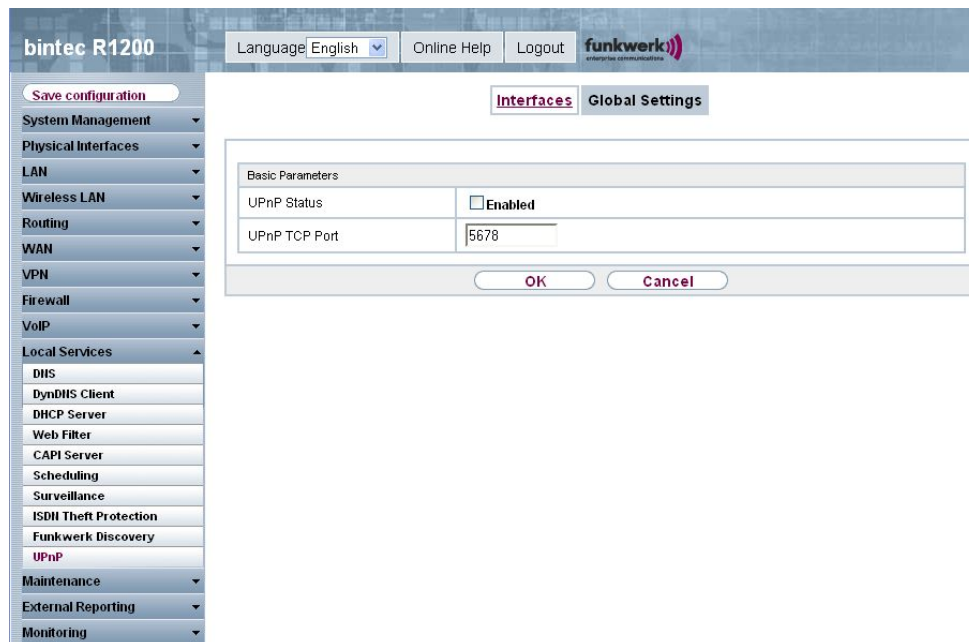 bintec R1200
Language English
Online Help
Logout
funkwerk
enterprise communications
Save configuration
System Management
Physical Interfaces
LAN
Wireless LAN
Routing
WAN
VPN
Firewall
VoIP
Local Services
DNS
DynDNS Client
DHCP Server
Web Filter
CAPI Server
Scheduling
Surveillance
ISDN Theft Protection
Funkwerk Discovery
UPnP
Maintenance
External Reporting
Monitoring
Interfaces
Global Settings
Basic Parameters
UPnP Status
Enabled
UPnP TCP Port
5678
OK
Cancel